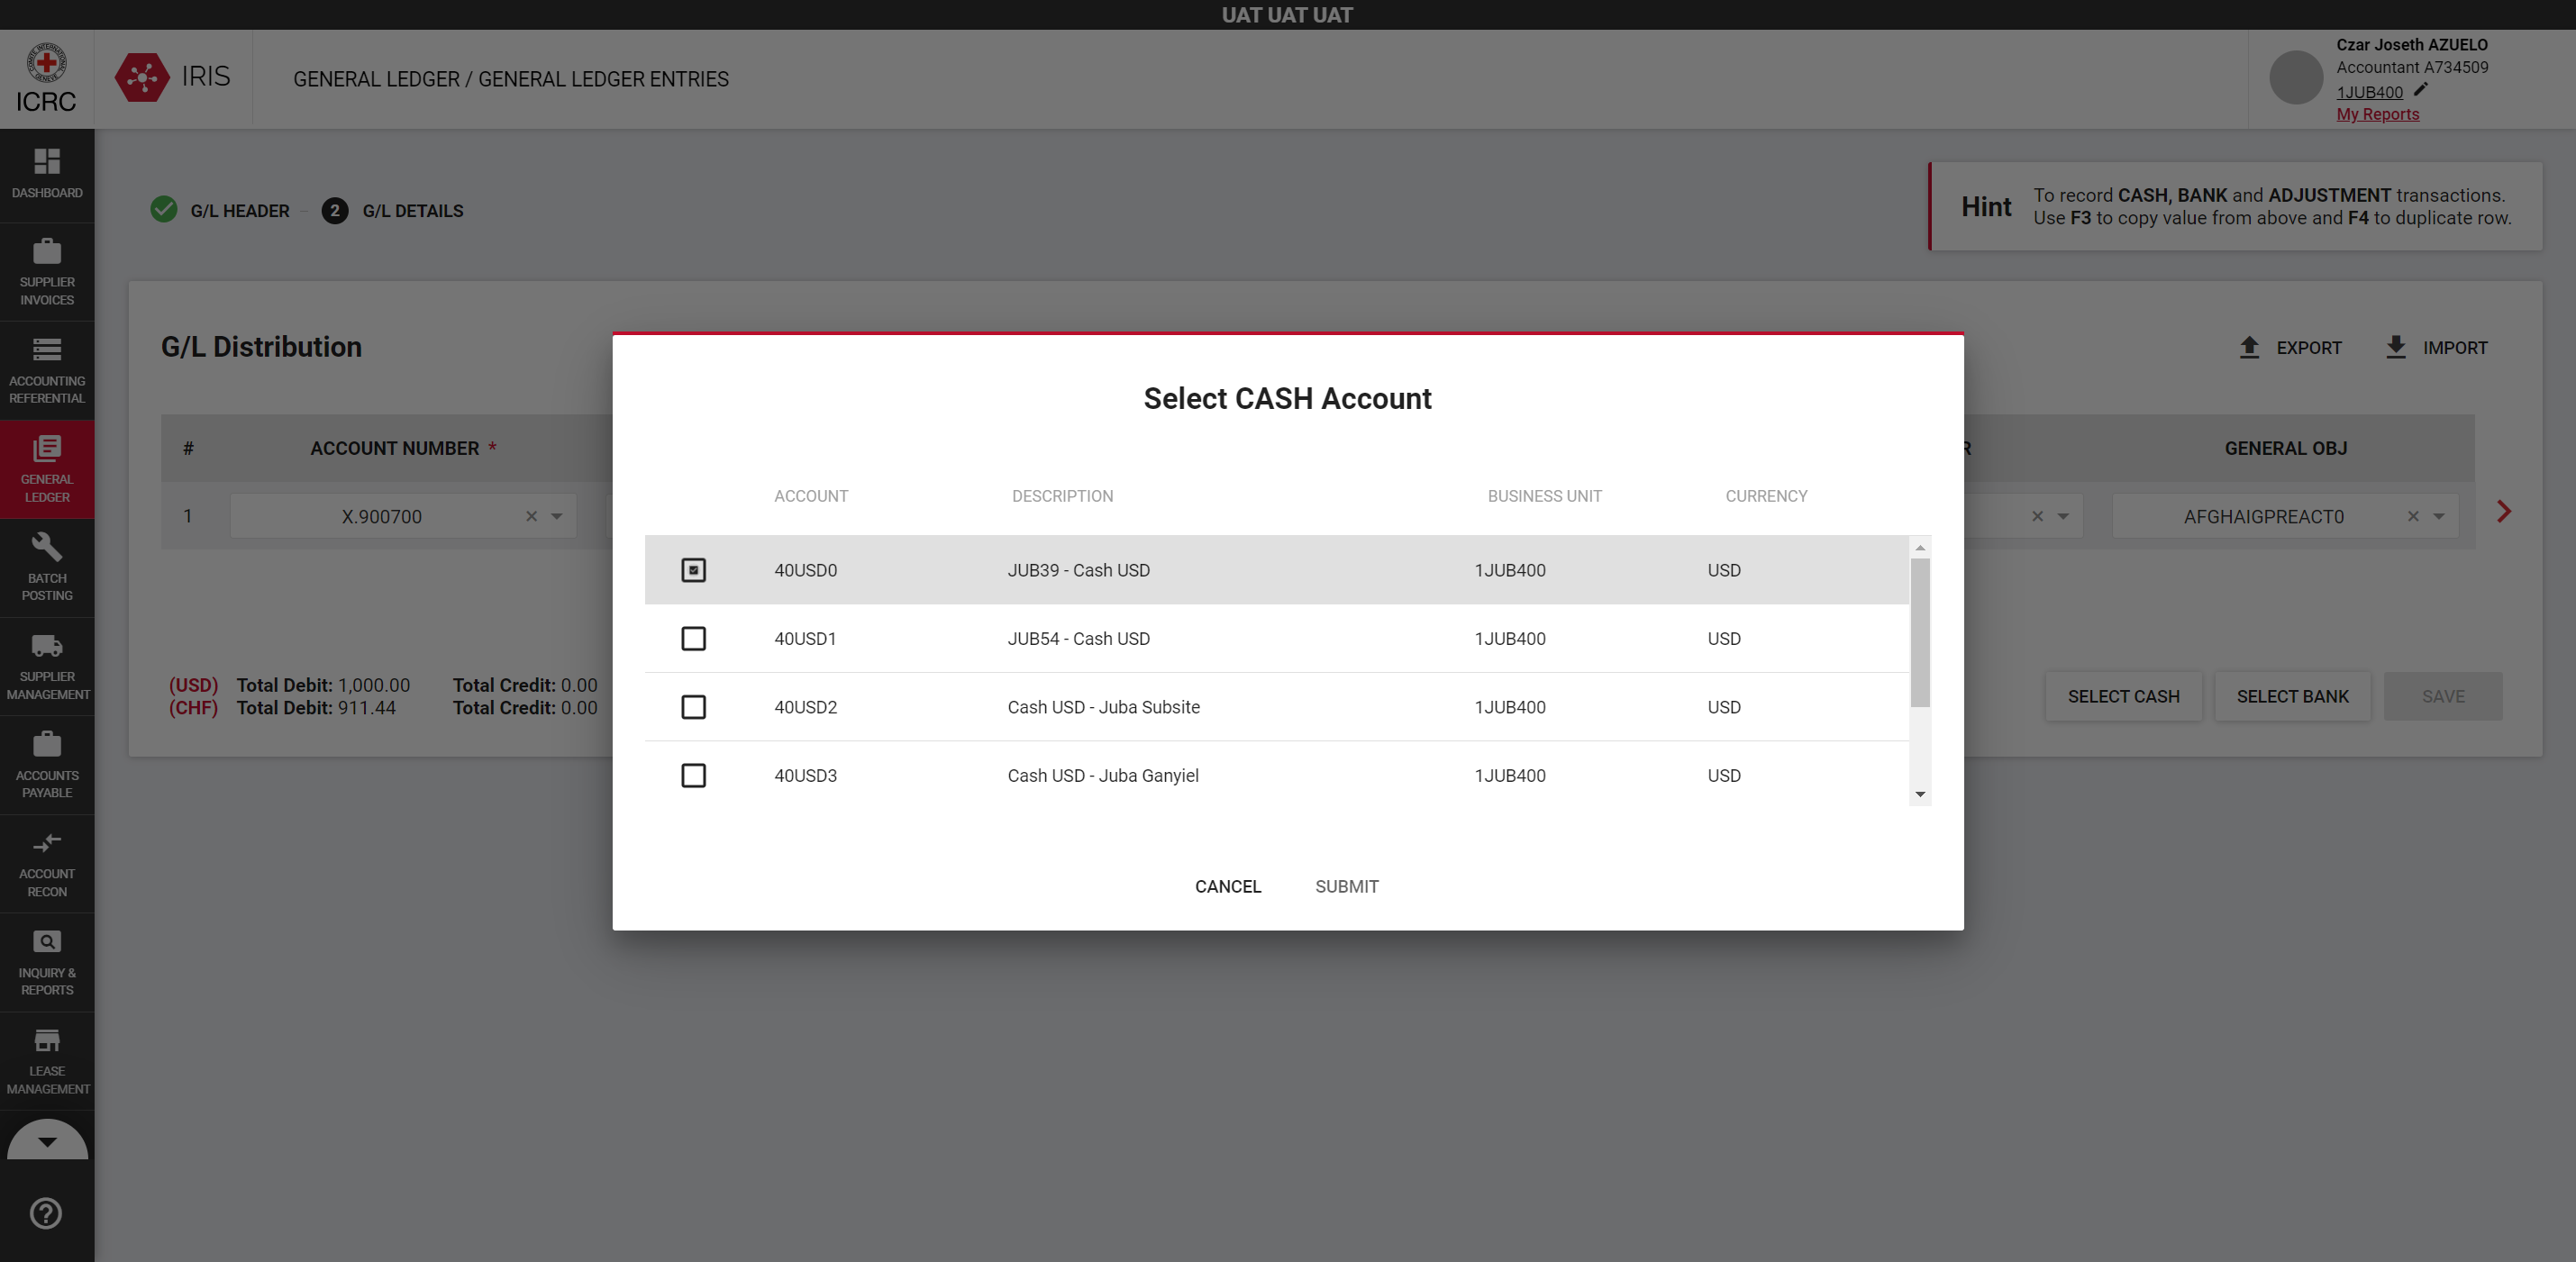 UAT UAT UAT
ICRC
IRIS
GENERAL LEDGER / GENERAL LEDGER ENTRIES
Czar Joseth AZUELO
Accountant A734509
1JUB400
My Reports
DASHBOARD
SUPPLIER
INVOICES
ACCOUNTING
REFERENTIAL
GENERAL
LEDGER
BATCH
POSTING
SUPPLIER
MANAGEMENT
ACCOUNTS
PAYABLE
ACCOUNT
RECON
INQUIRY &
REPORTS
LEASE
MANAGEMENT
G/L HEADER
2 G/L DETAILS
Hint
To record CASH, BANK and ADJUSTMENT transactions.
Use F3 to copy value from above and F4 to duplicate row.
G/L Distribution
EXPORT IMPORT
# ACCOUNT NUMBER * R GENERAL OBJ
1 X.900700 AFGHAIGPREACT0
(USD) Total Debit: 1,000.00 Total Credit: 0.00
(CHF) Total Debit: 911.44 Total Credit: 0.00
SELECT CASH SELECT BANK SAVE
Select CASH Account
ACCOUNT DESCRIPTION BUSINESS UNIT CURRENCY
40USD0 JUB39 - Cash USD 1JUB400 USD
40USD1 JUB54 - Cash USD 1JUB400 USD
40USD2 Cash USD - Juba Subsite 1JUB400 USD
40USD3 Cash USD - Juba Ganyiel 1JUB400 USD
CANCEL SUBMIT